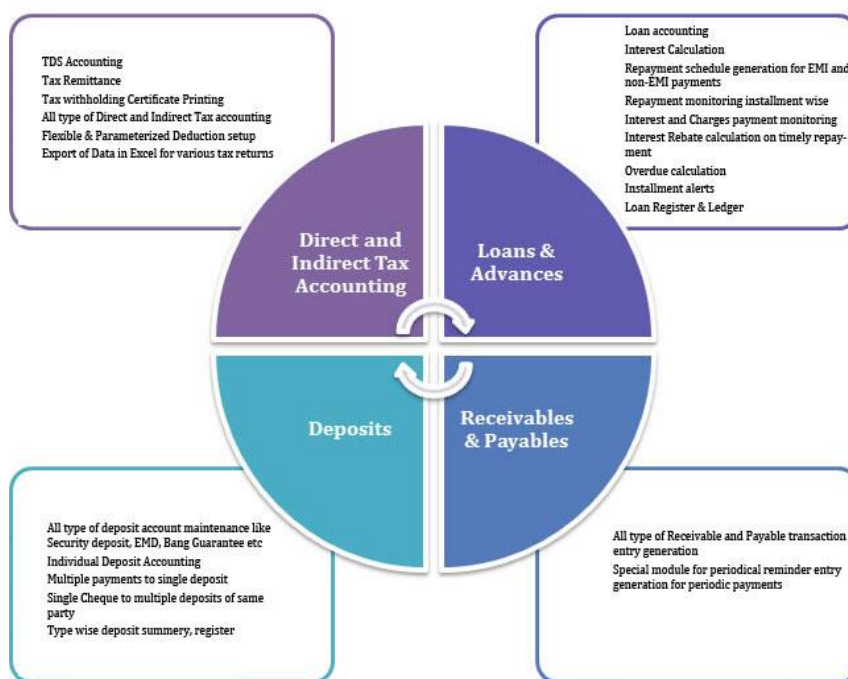 TDS Accounting
Tax Remittance
Tax withholding Certificate Printing
All type of Direct and Indirect Tax accounting
Flexible & Parameterized Deduction setup
Export of Data in Excel for various tax returns
Loan accounting
Interest Calculation
Repayment schedule generation for EMI and
non-EMI payments
Repayment monitoring installment wise
Interest and Charges payment monitoring
Interest Rebate calculation on timely repay-
ment
Overdue calculation
Installment alerts
Loan Register & Ledger
Direct and
Indirect Tax
Accounting
Loans &
Advances
Deposits
Receivables
& Payables
All type of deposit account maintenance like
Security deposit, EMD, Bang Guarantee etc
Individual Deposit Accounting
Multiple payments to single deposit
Single Cheque to multiple deposits of same
party
Type wise deposit summery, register
All type of Receivable and Payable transaction
entry generation
Special module for periodical reminder entry
generation for periodic payments